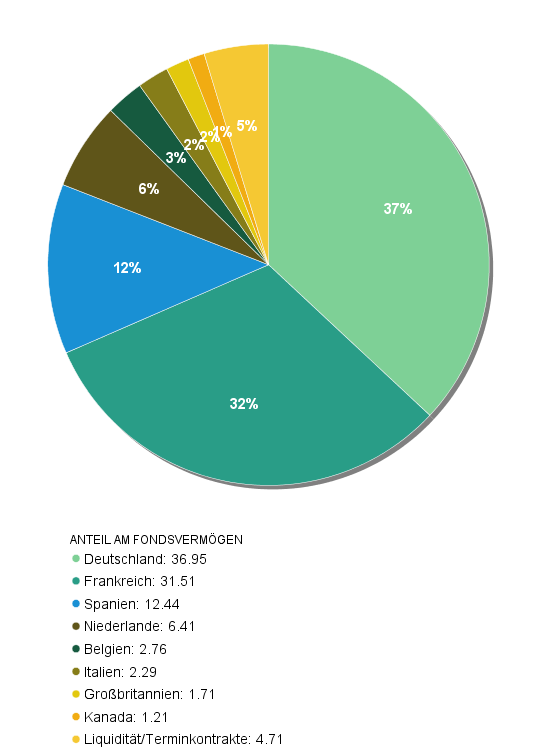 5%
1%
2%
2%
3%
6%
37%
12%
32%
ANTEIL AM FONDSVERMÖGEN
Deutschland: 36.95
Frankreich: 31.51
Spanien: 12.44
Niederlande: 6.41
Belgien: 2.76
Italien: 2.29
Großbritannien: 1.71
Kanada: 1.21
Liquidität/Terminkontrakte: 4.71